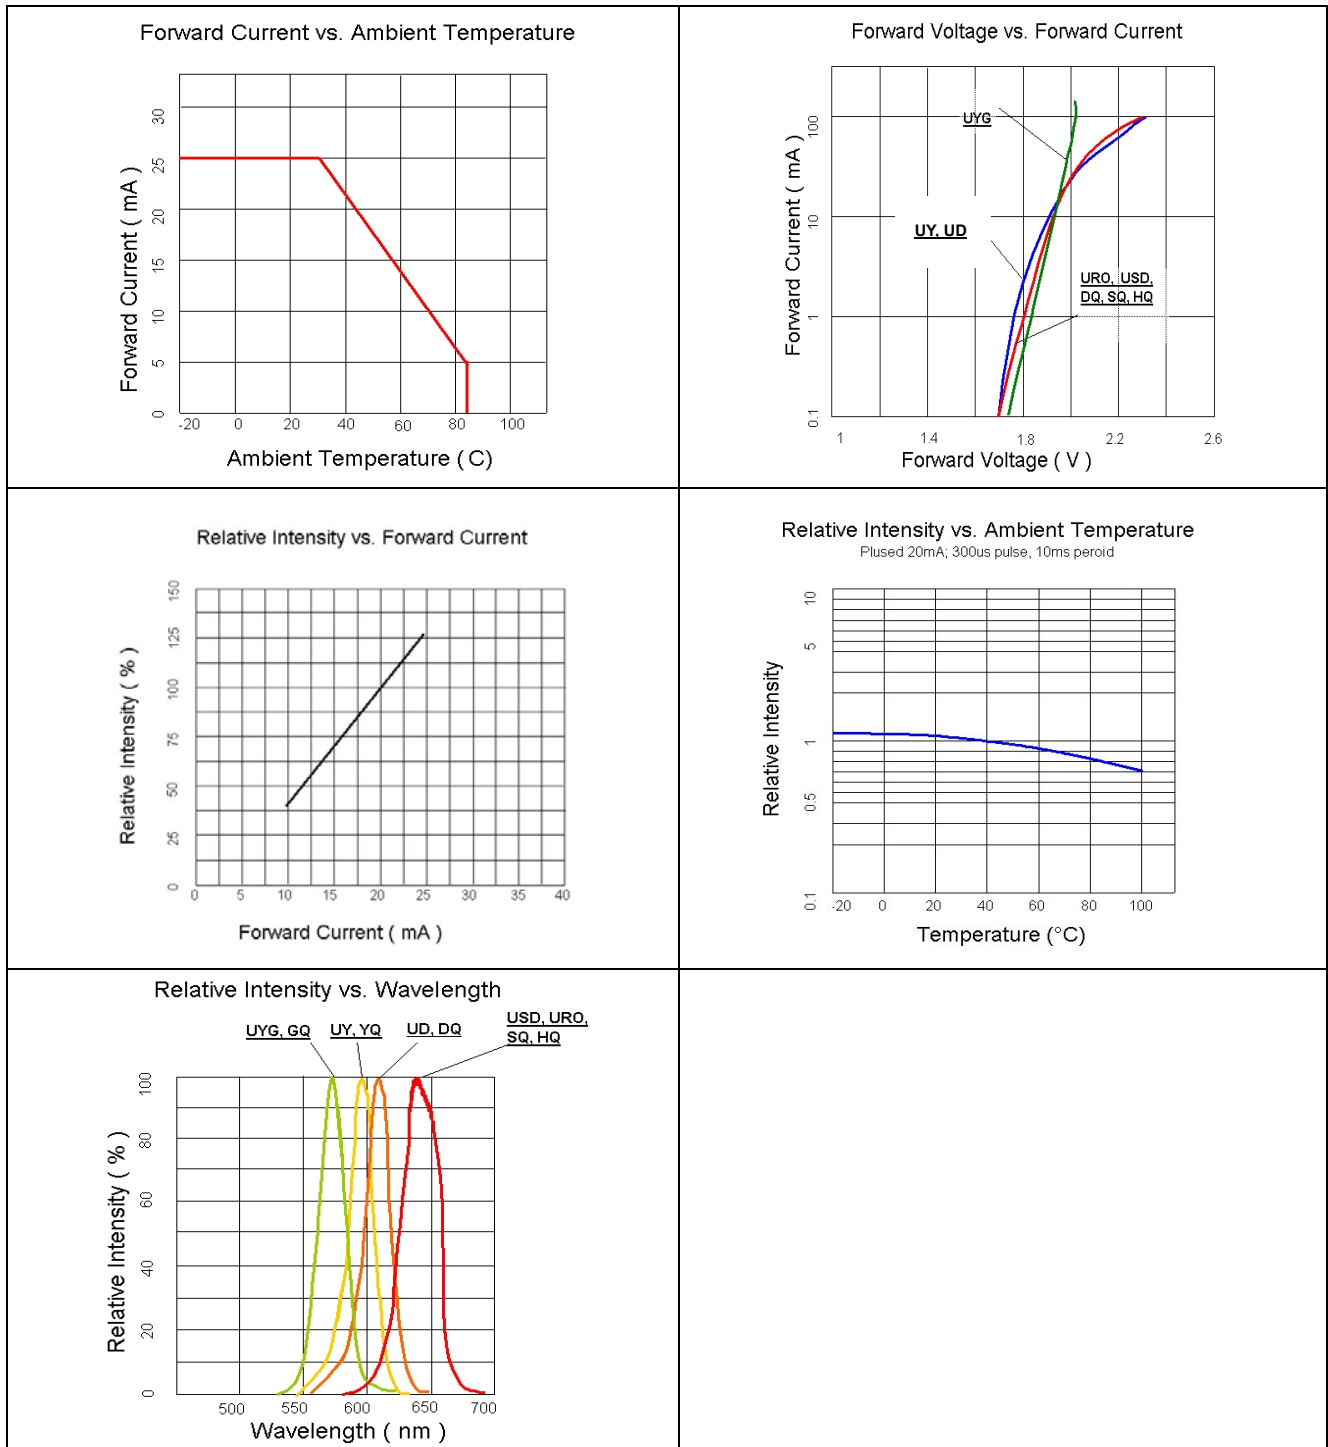 Forward Current vs. Ambient Temperature
Forward Current ( mA )
30
25
20
15
10
5
0
-20 0 20 40 60 80 100
Ambient Temperature ( C)
Forward Voltage vs. Forward Current
Forward Current ( mA )
100
10
1
0.1
UYG
UY, UD
URO, USD,
DQ, SQ, HQ
1 1.4 1.8 2.2 2.6
Forward Voltage ( V )
Relative Intensity vs. Forward Current
Relative Intensity ( % )
150
125
100
75
50
25
0
0 5 10 15 20 25 30 35 40
Forward Current ( mA )
Relative Intensity vs. Ambient Temperature
Plused 20mA; 300us pulse, 10ms peroid
Relative Intensity
10
5
1
0.5
0.1
-20 0 20 40 60 80 100
Temperature (°C)
Relative Intensity vs. Wavelength
UYG, GQ UY, YQ UD, DQ
USD, URO,
SQ, HQ
Relative Intensity ( % )
100
80
60
40
20
0
500 550 600 650 700
Wavelength ( nm )